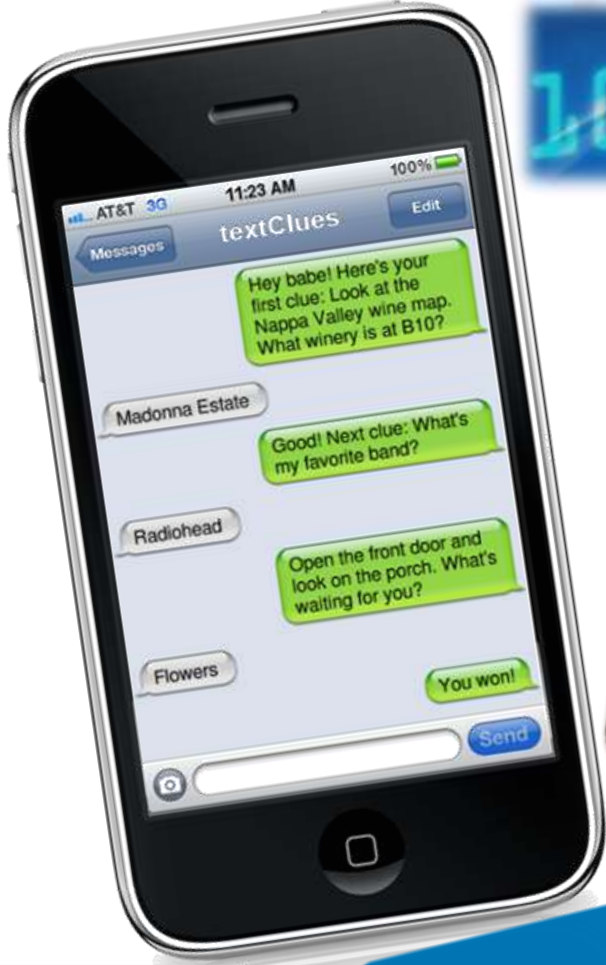 AT&T 3G 11:23 AM 100%
Messages textClues Edit
Hey babe! Here's your
first clue: Look at the
Nappa Valley wine map.
What winery is at B10?
Madonna Estate
Good! Next clue: What's
my favorite band?
Radiohead
Open the front door and
look on the porch. What's
waiting for you?
Flowers
You won!
Send